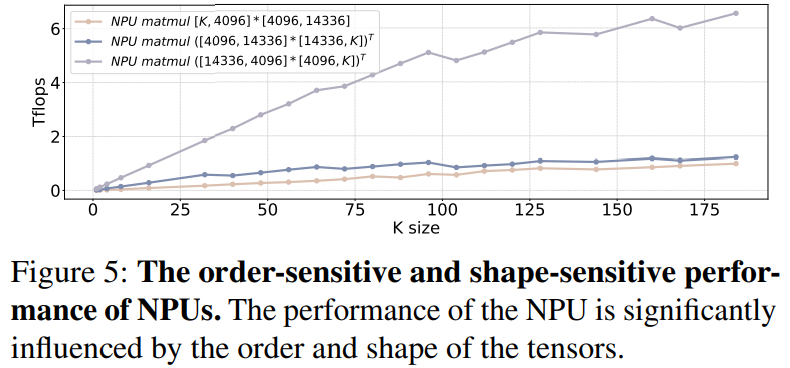 NPU matmul [K, 4096] * [4096, 14336]
NPU matmul ([4096, 14336] * [14336, K])ᵀ
NPU matmul ([14336, 4096] * [4096, K])ᵀ
Tflops
6
4
2
0
0 25 50 75 100 125 150 175
K size
Figure 5: The order-sensitive and shape-sensitive perfor-
mance of NPUs. The performance of the NPU is significantly
influenced by the order and shape of the tensors.